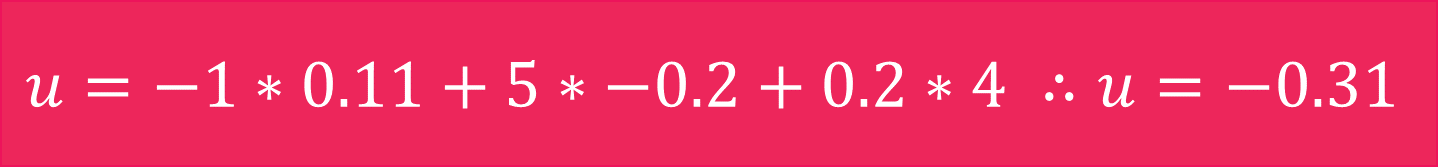 u = −1 * 0.11 + 5 * −0.2 + 0.2 * 4 ∴ u = −0.31